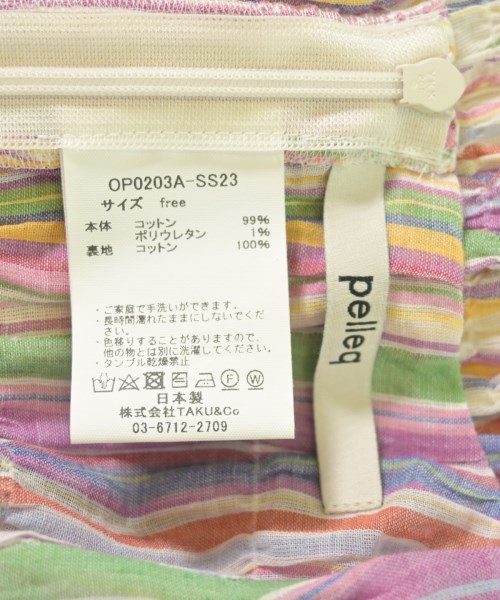 OP0203A-SS23
サイズ free
本体 コットン 99%
ポリウレタン 1%
裏地 コットン 100%
・ご家庭で手洗いができます。
・長時間濡れたままにしないでくだ
さい。
・色移りすることがありますので、
他の物とは別に洗濯してください。
・タンブル乾燥禁止
F W
日本製
株式会社TAKU&Co
03-6712-2709
pelleq